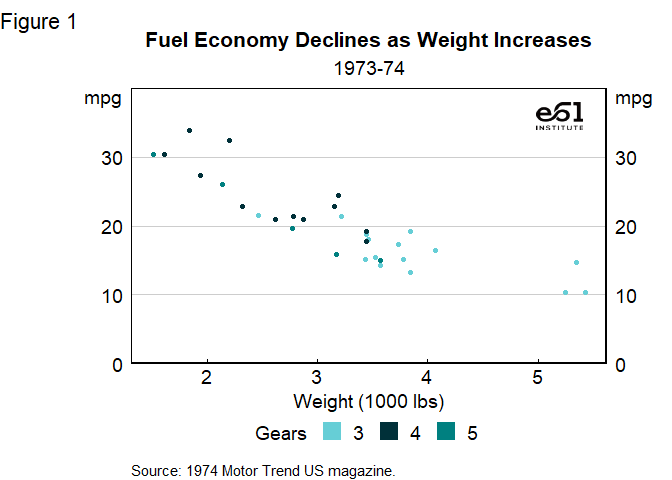 Figure 1
Fuel Economy Declines as Weight Increases
1973-74
mpg mpg
e61
INSTITUTE
30 30
20 20
10 10
0 0
2 3 4 5
Weight (1000 lbs)
Gears 3 4 5
Source: 1974 Motor Trend US magazine.